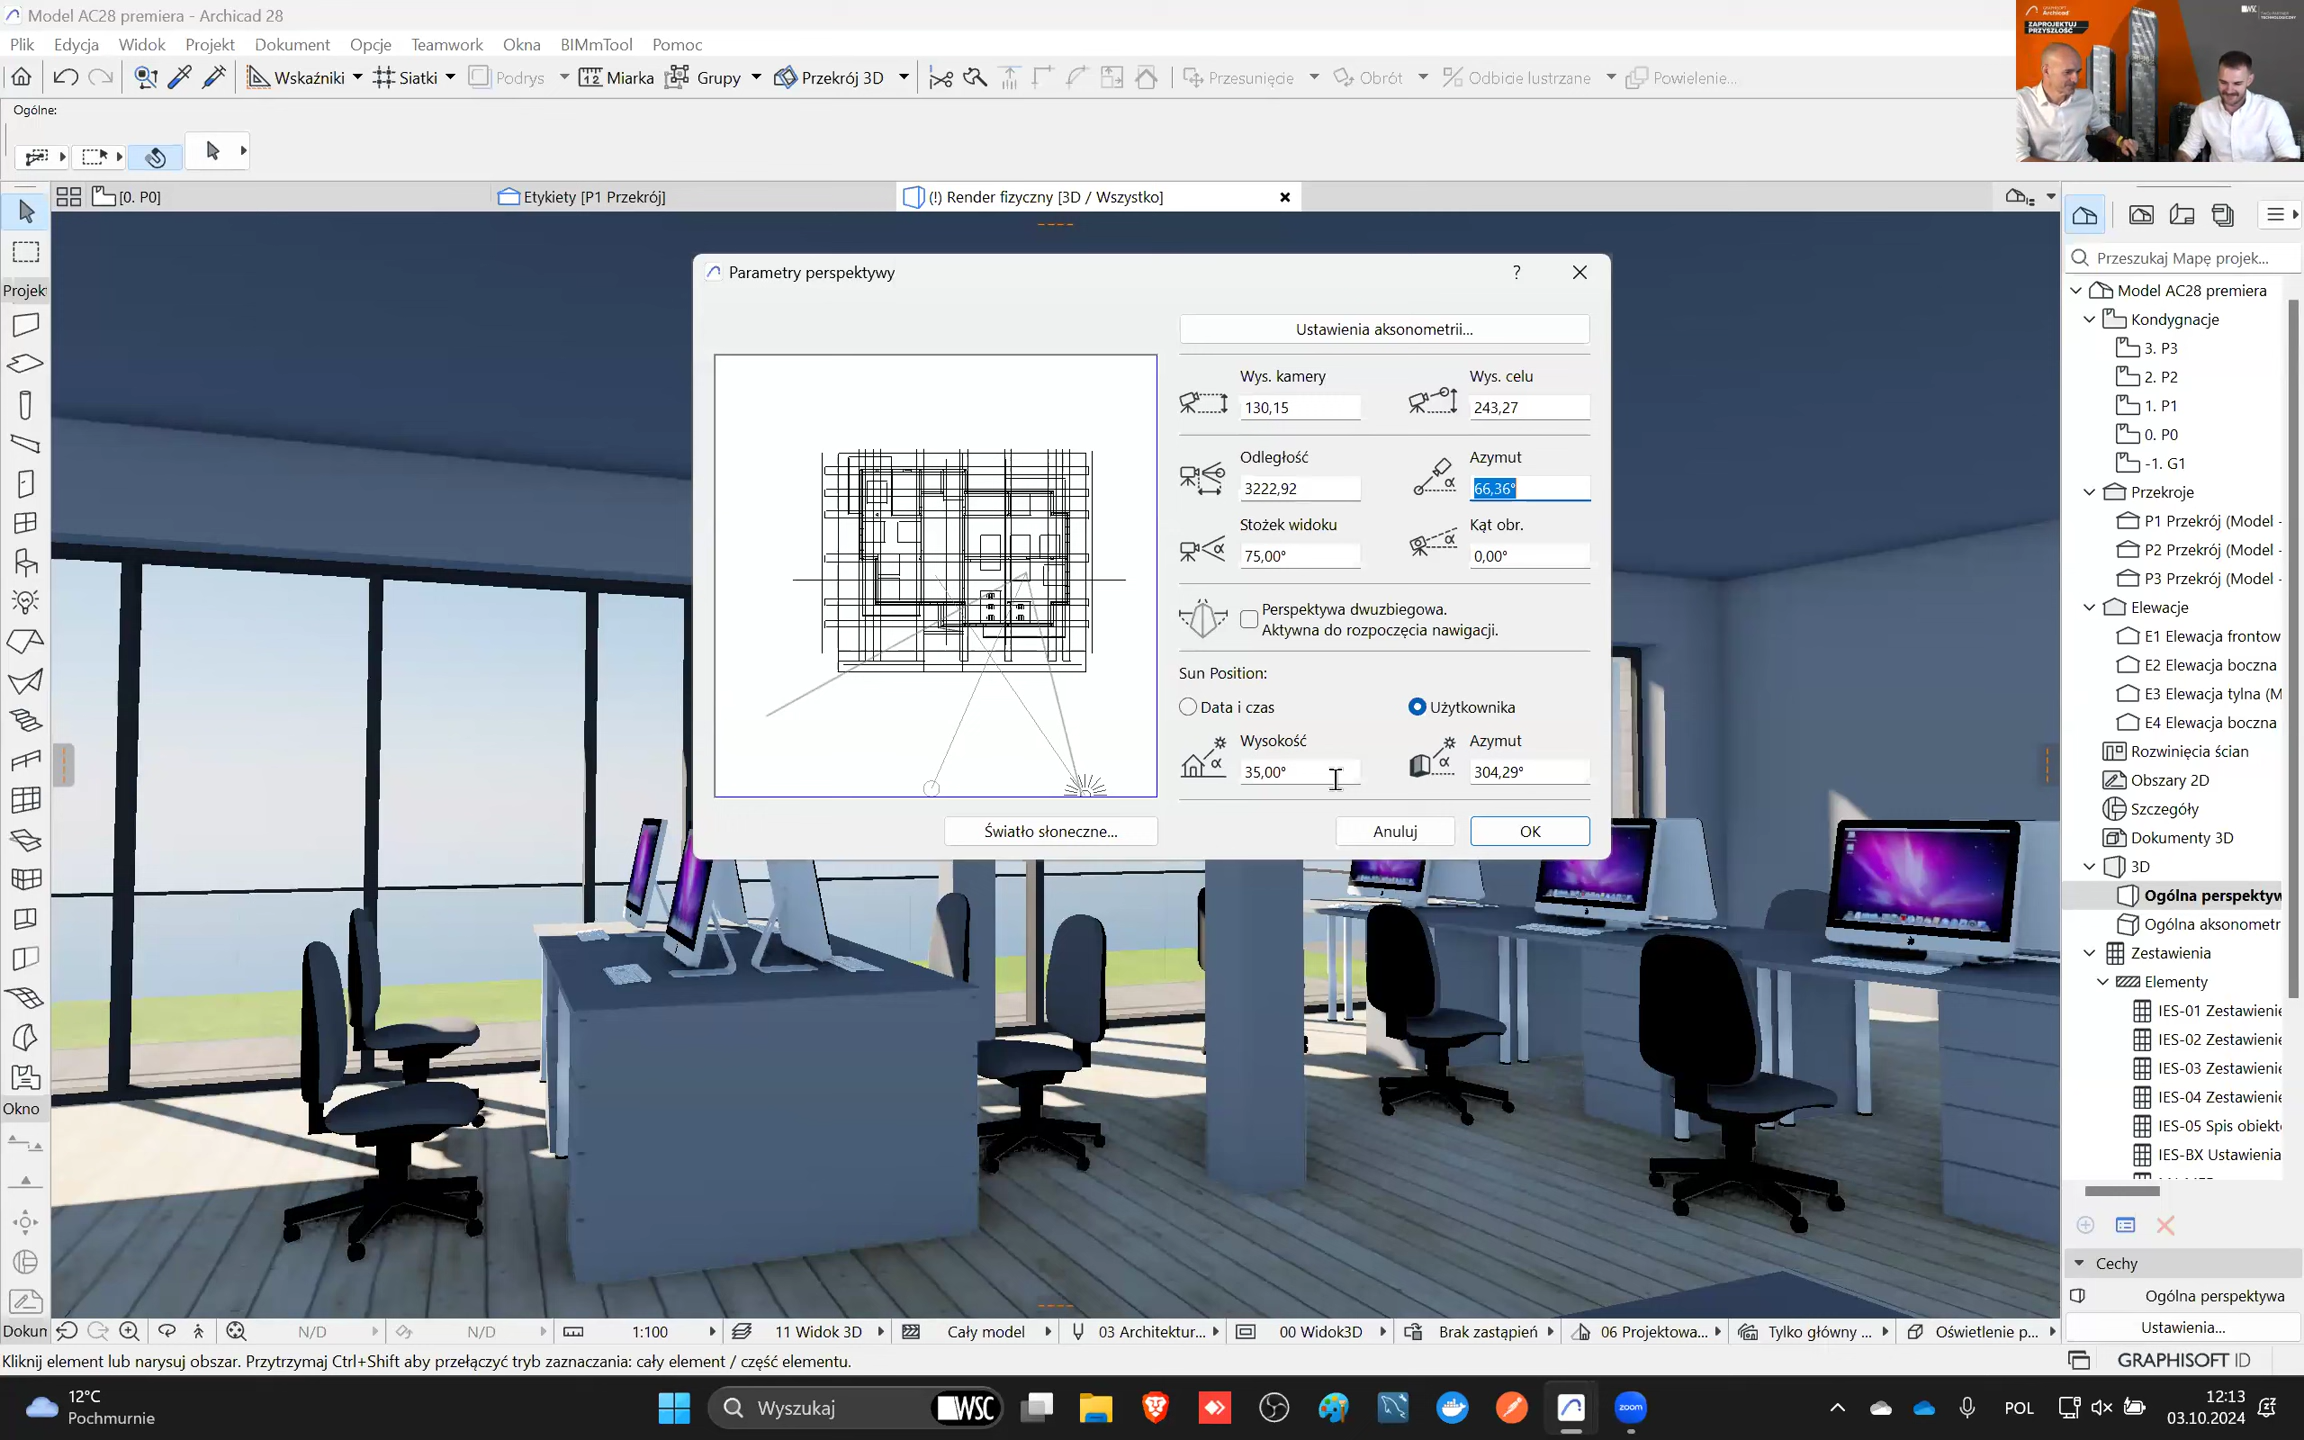 Model AC28 premiera - Archicad 28
Plik Edycja Widok Projekt Dokument Opcje Teamwork Okna BIMmTool Pomoc
Wskaźniki Siatki Podrys Miarka Grupy Przekrój 3D Przesunięcie Obrót Odbicie lustrzane Powielenie...
GRAPHISOFT
Archicad
ZAPROJEKTUJ
PRZYSZŁOŚĆ
WSC
Ogólne:
[0. P0] Etykiety [P1 Przekrój] (!) Render fizyczny [3D / Wszystko]
Projekt
Okno
Dokun
Parametry perspektywy ?
Ustawienia aksonometrii...
Wys. kamery Wys. celu
130,15 243,27
Odległość Azymut
3222,92 66,36°
Stożek widoku Kąt obr.
75,00° 0,00°
Perspektywa dwuzbiegowa.
Aktywna do rozpoczęcia nawigacji.
Sun Position:
Data i czas Użytkownika
Wysokość Azymut
35,00° 304,29°
Światło słoneczne... Anuluj OK
Przeszukaj Mapę projek...
Model AC28 premiera
Kondygnacje
3. P3
2. P2
1. P1
0. P0
-1. G1
Przekroje
P1 Przekrój (Model -
P2 Przekrój (Model -
P3 Przekrój (Model -
Elewacje
E1 Elewacja frontow
E2 Elewacja boczna
E3 Elewacja tylna (M
E4 Elewacja boczna
Rozwinięcia ścian
Obszary 2D
Szczegóły
Dokumenty 3D
3D
Ogólna perspektyw
Ogólna aksonometr
Zestawienia
Elementy
IES-01 Zestawienie
IES-02 Zestawienie
IES-03 Zestawienie
IES-04 Zestawienie
IES-05 Spis obiekt
IES-BX Ustawienia
Cechy
Ogólna perspektywa
Ustawienia...
N/D N/D 1:100 11 Widok 3D Cały model 03 Architektur... 00 Widok3D Brak zastąpień 06 Projektowa... Tylko główny ... Oświetlenie p...
Kliknij element lub narysuj obszar. Przytrzymaj Ctrl+Shift aby przełączyć tryb zaznaczania: cały element / część elementu.
GRAPHISOFT ID
12°C
Pochmurnie
Wyszukaj
WSC
zoom
POL
12:13
03.10.2024